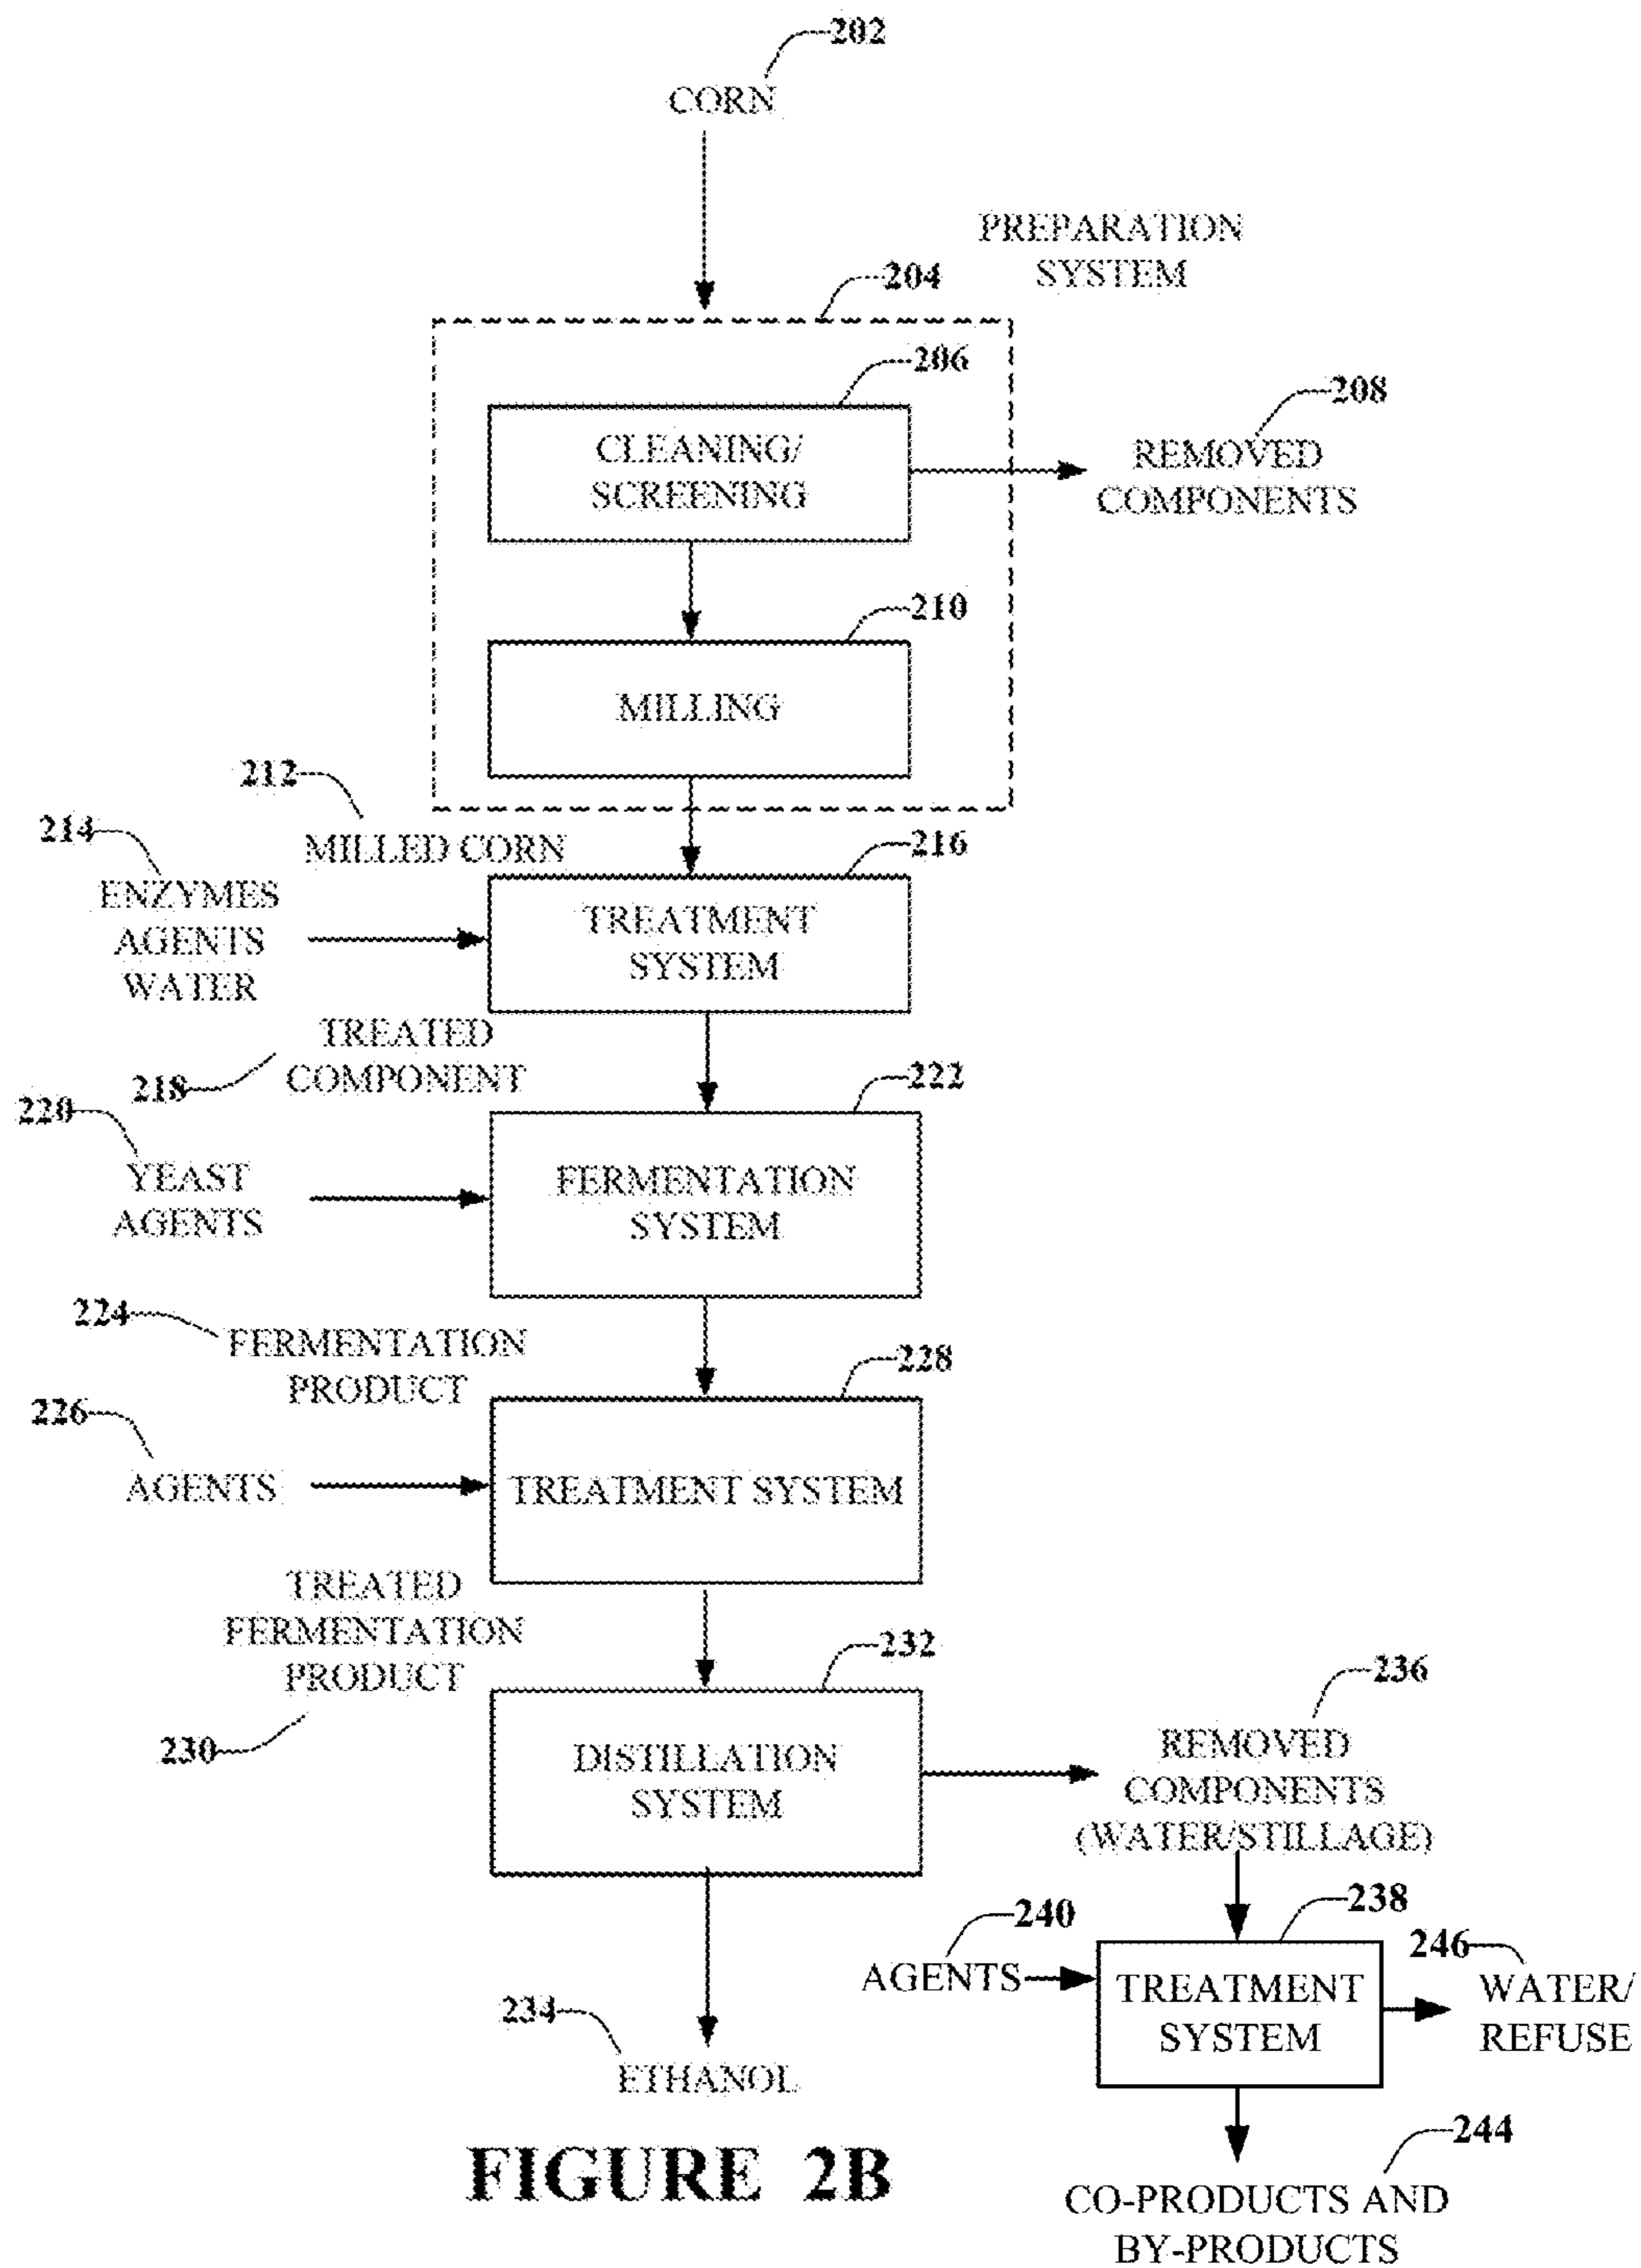 202
CORN
PREPARATION
SYSTEM
204
206
CLEANING/
SCREENING
208
REMOVED
COMPONENTS
210
MILLING
212
MILLED CORN
214
ENZYMES
AGENTS
WATER
216
TREATMENT
SYSTEM
218
TREATED
COMPONENT
220
YEAST
AGENTS
222
FERMENTATION
SYSTEM
224
FERMENTATION
PRODUCT
226
AGENTS
228
TREATMENT SYSTEM
TREATED
FERMENTATION
PRODUCT
230
232
DISTILLATION
SYSTEM
236
REMOVED
COMPONENTS
(WATER/STILLAGE)
240
AGENTS
238
TREATMENT
SYSTEM
246
WATER/
REFUSE
234
ETHANOL
244
CO-PRODUCTS AND
BY-PRODUCTS
FIGURE 2B